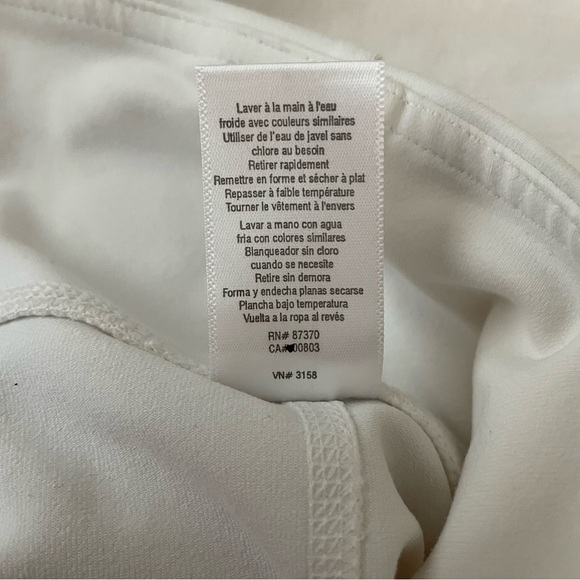 Laver à la main à l'eau
froide avec couleurs similaires
Utiliser de l'eau de javel sans
chlore au besoin
Retirer rapidement
Remettre en forme et sécher à plat
Repasser à faible température
Tourner le vêtement à l'envers
Lavar a mano con agua
fria con colores similares
Blanqueador sin cloro
cuando se necesite
Retire sin demora
Forma y endecha planas secarse
Plancha bajo temperatura
Vuelta a la ropa al revés
RN# 87370
CA# 00803
VN# 3158